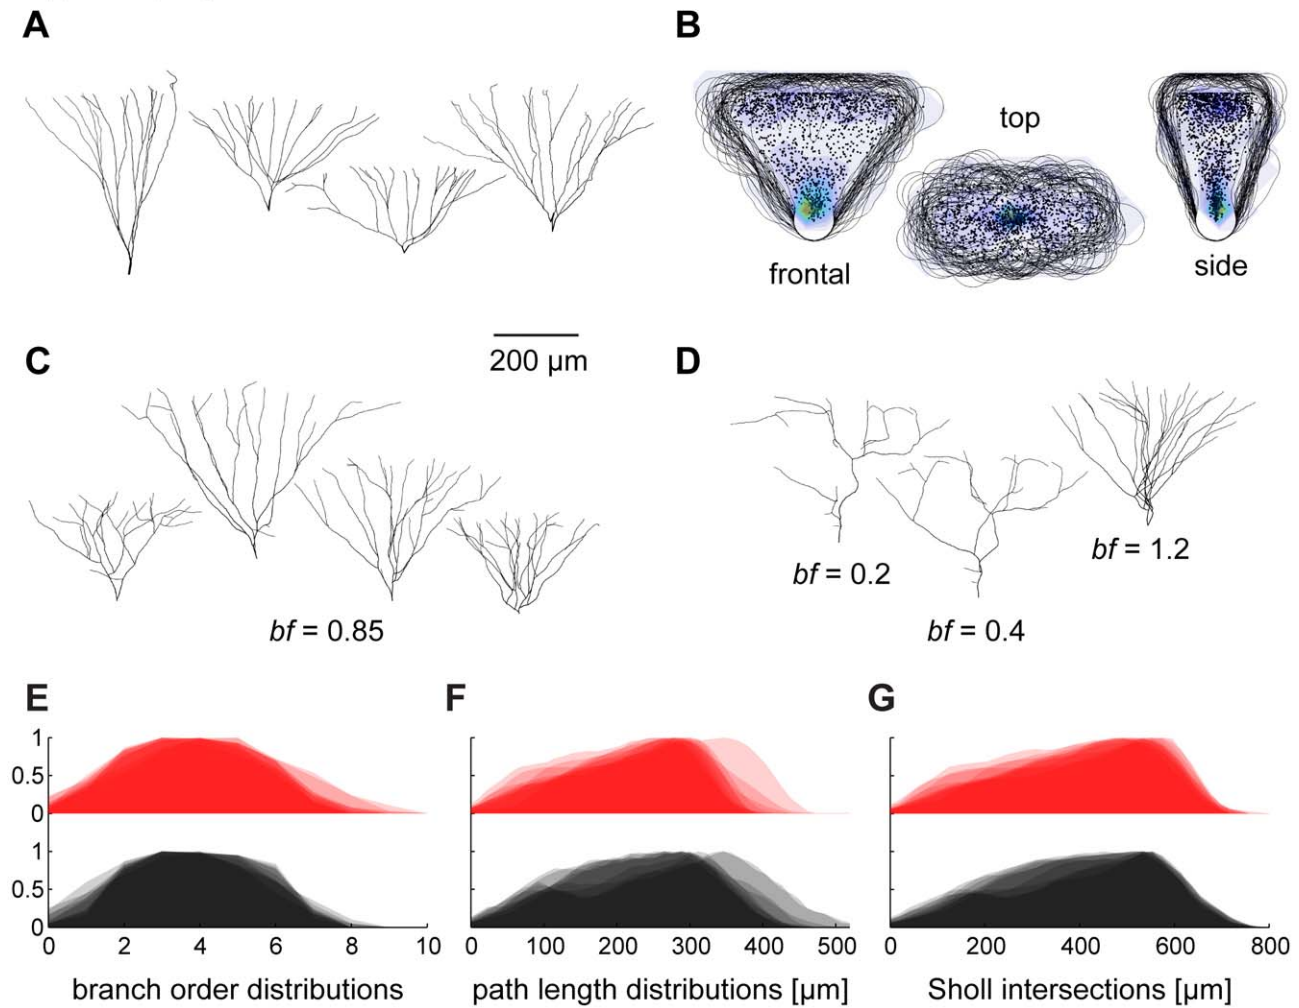 A
B
top
frontal
side
200 µm
C
D
bf = 0.85
bf = 0.2
bf = 0.4
bf = 1.2
E
F
G
1
0.5
0
1
0.5
0
0 2 4 6 8 10
0 100 200 300 400 500
0 200 400 600 800
branch order distributions
path length distributions [µm]
Sholl intersections [µm]